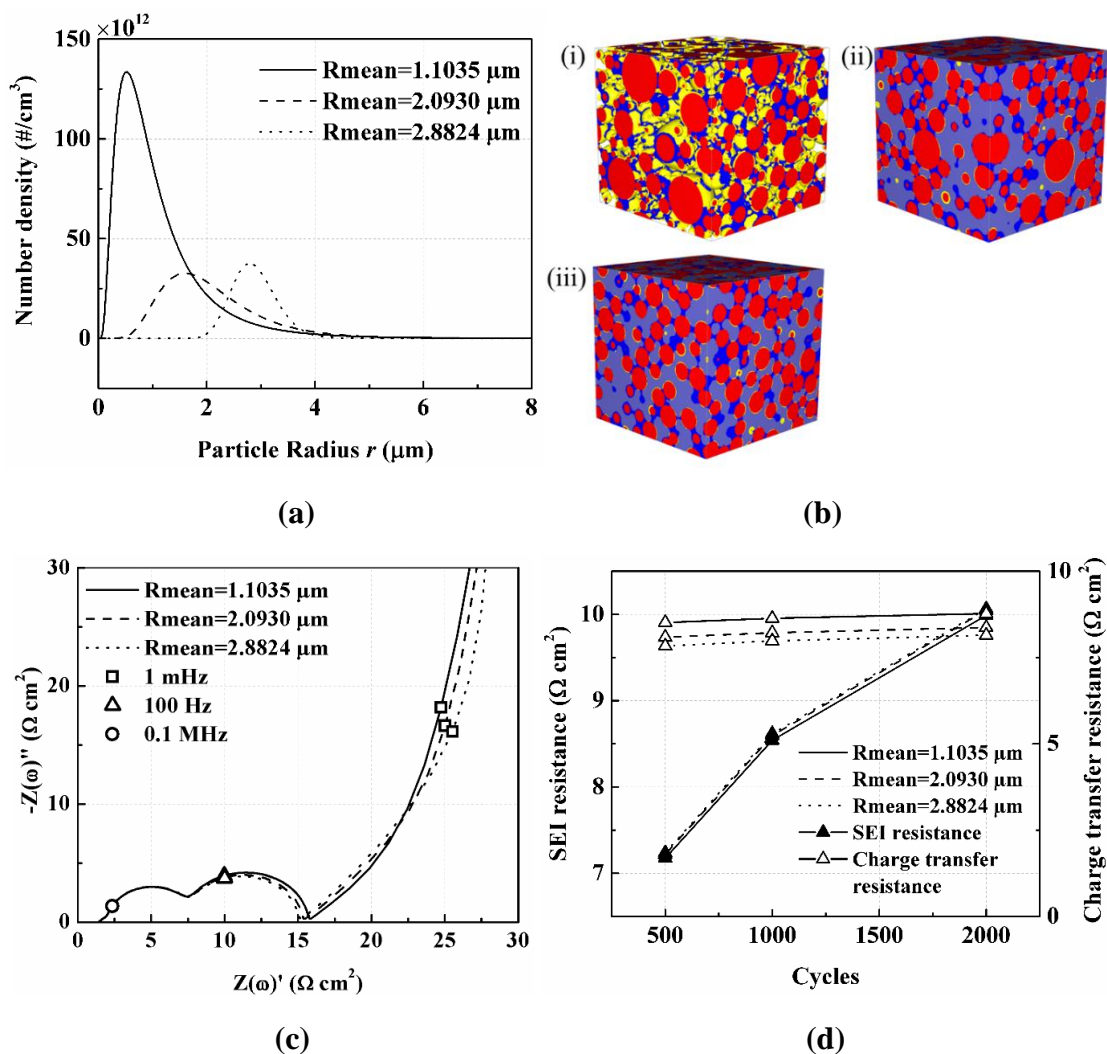 ×10¹²
150
100
50
0
Number density (#/cm³)
Rmean=1.1035 μm
Rmean=2.0930 μm
Rmean=2.8824 μm
0 2 4 6 8
Particle Radius r (μm)
(a)
(i)
(ii)
(iii)
(b)
30
20
10
0
-Z(ω)'' (Ω cm²)
Rmean=1.1035 μm
Rmean=2.0930 μm
Rmean=2.8824 μm
1 mHz
100 Hz
0.1 MHz
0 5 10 15 20 25 30
Z(ω)' (Ω cm²)
(c)
10
9
8
7
SEI resistance (Ω cm²)
Rmean=1.1035 μm
Rmean=2.0930 μm
Rmean=2.8824 μm
SEI resistance
Charge transfer
resistance
10
5
0
Charge transfer resistance (Ω cm²)
500 1000 1500 2000
Cycles
(d)